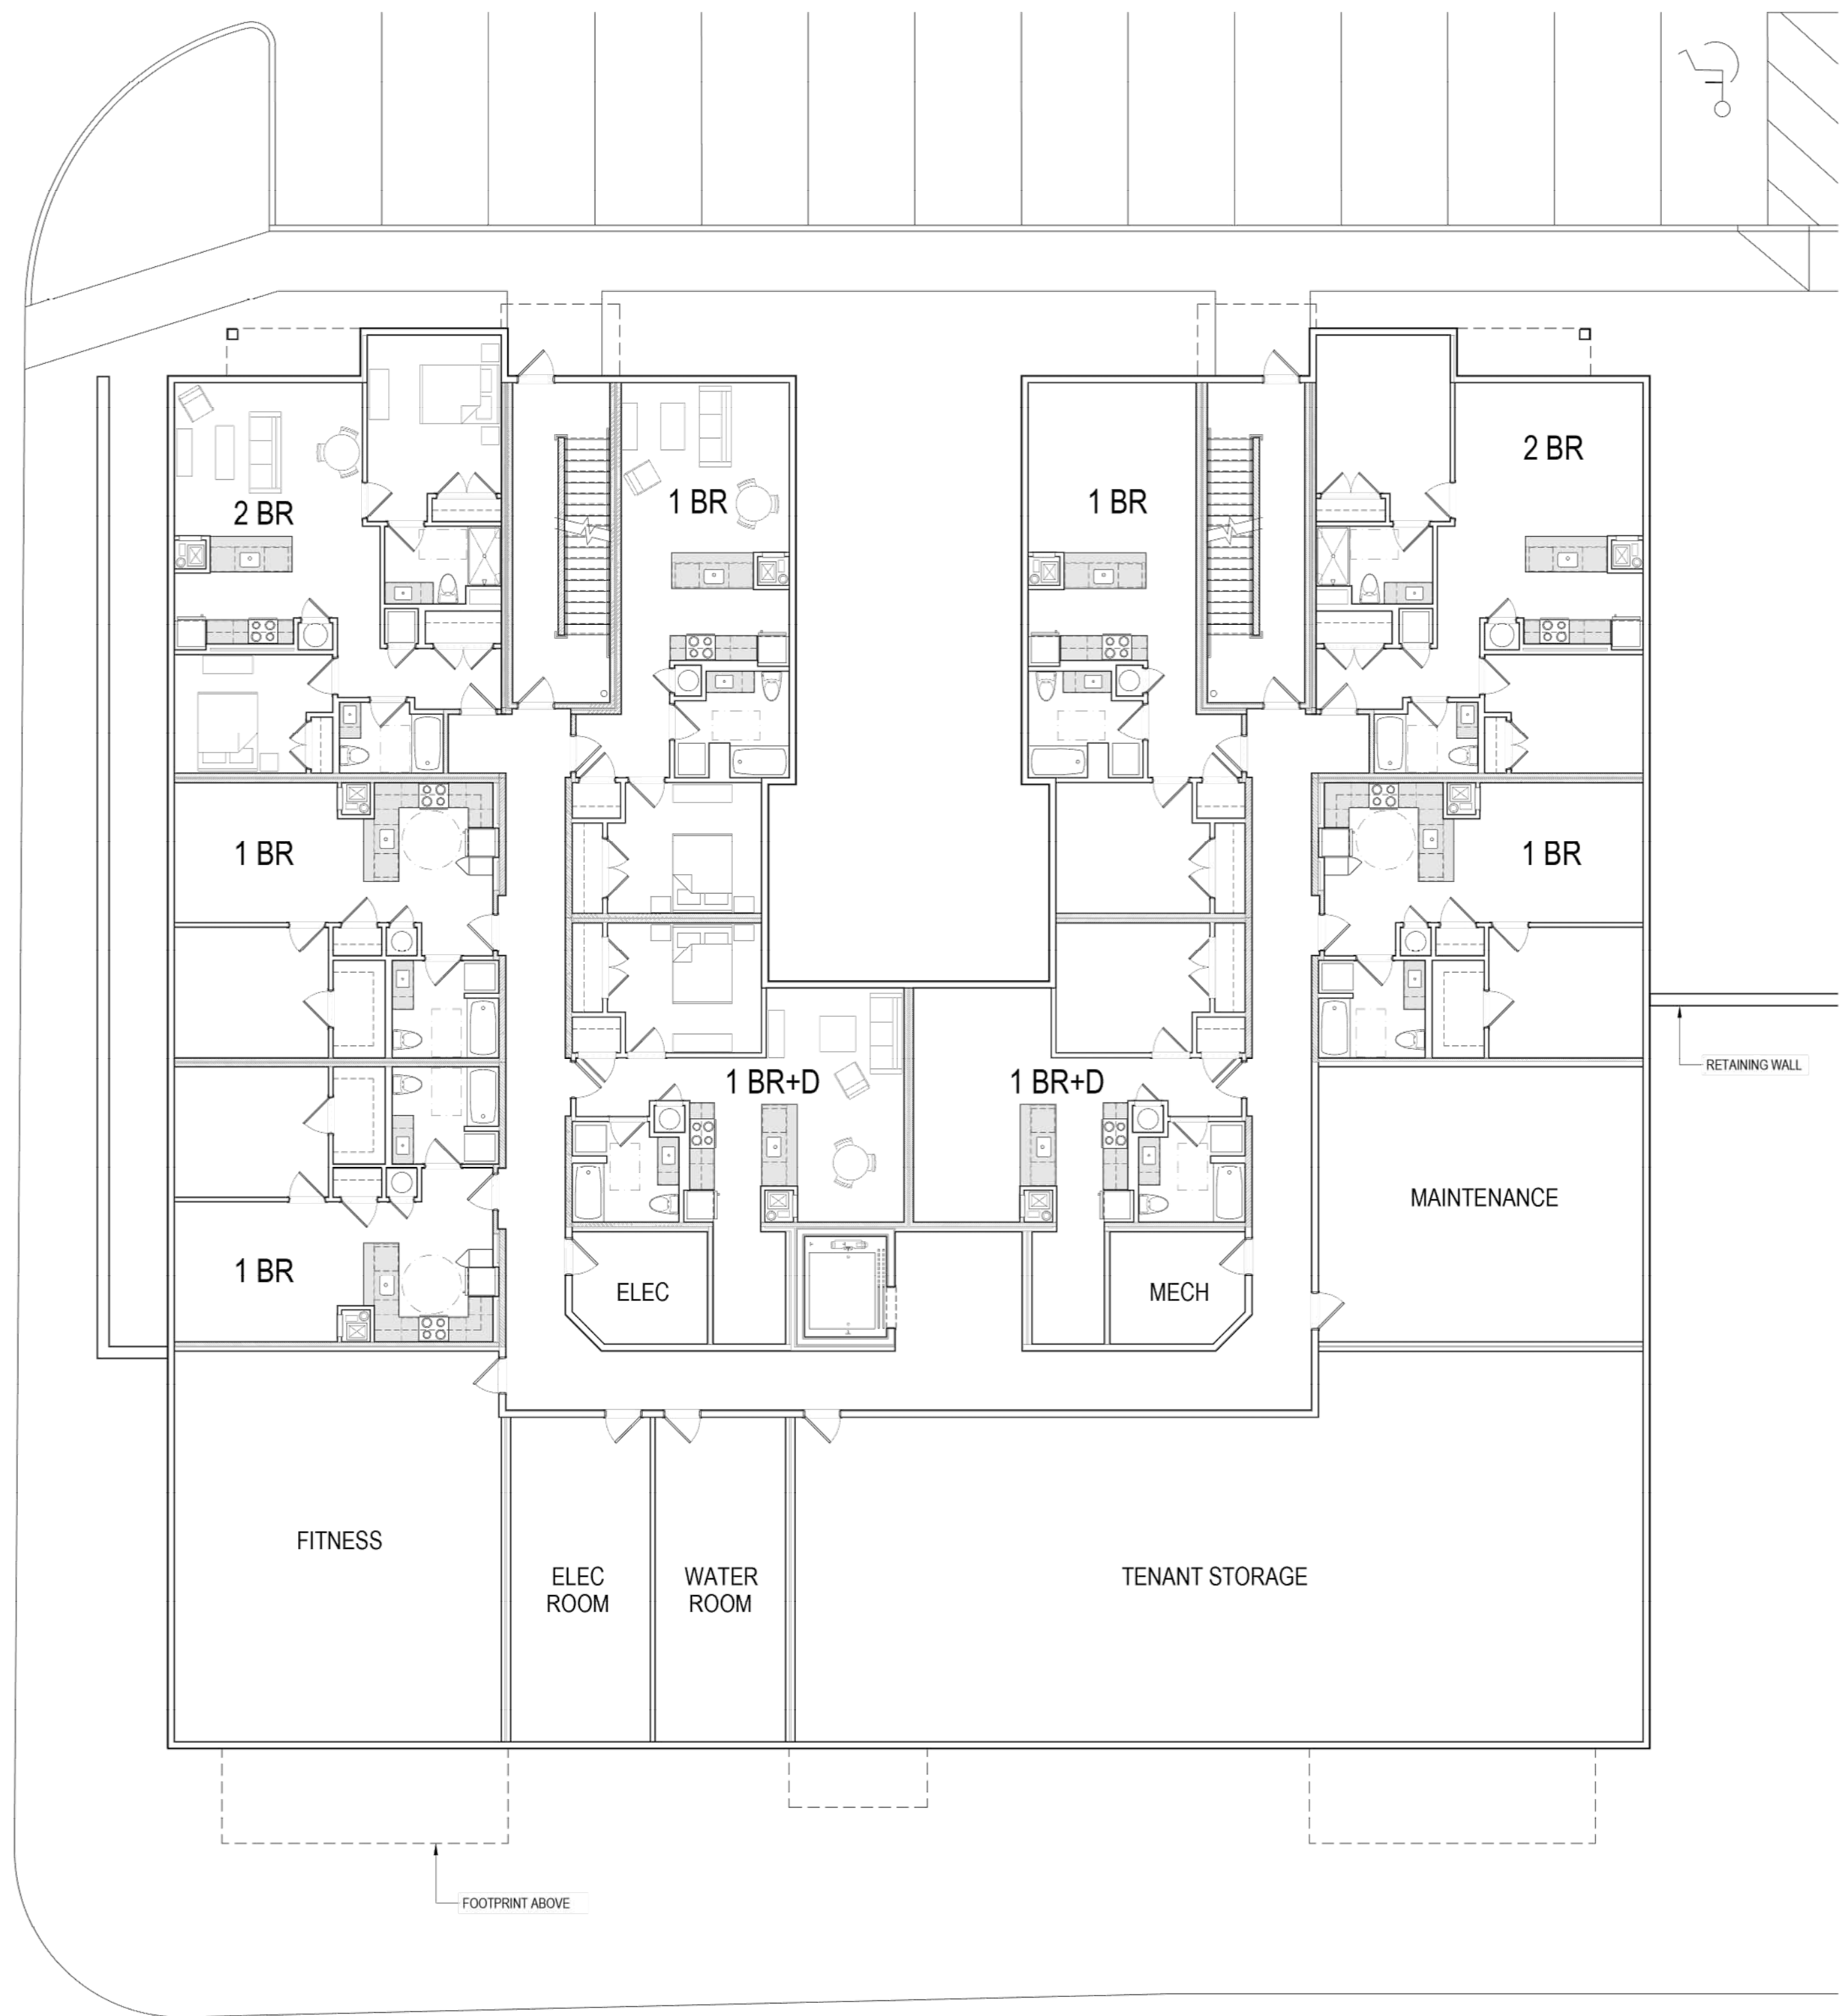 2 BR
2 BR
1 BR
1 BR
1 BR
1 BR
RETAINING WALL
1 BR+D
1 BR+D
MAINTENANCE
1 BR
ELEC
MECH
FITNESS
ELEC
ROOM
WATER
ROOM
TENANT STORAGE
FOOTPRINT ABOVE